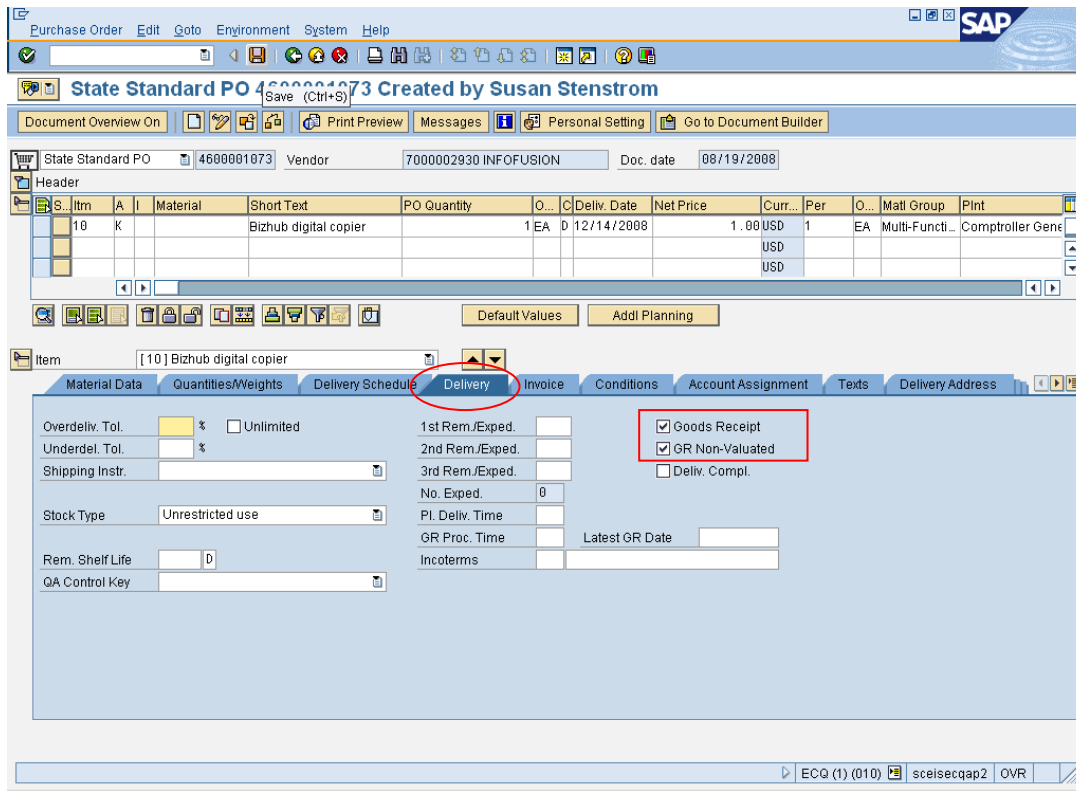 Purchase Order Edit Goto Environment System Help
SAP
State Standard PO 4600001073 Created by Susan Stenstrom
Save (Ctrl+S)
Document Overview On Print Preview Messages Personal Setting Go to Document Builder
State Standard PO 4600001073 Vendor 7000002930 INFOFUSION Doc. date 08/19/2008
Header
S... Itm A I Material Short Text PO Quantity O... C Deliv. Date Net Price Curr... Per O... Matl Group Plnt
10 K Bizhub digital copier 1 EA D 12/14/2008 1.00 USD 1 EA Multi-Functi... Comptroller Gene
USD
USD
Default Values Addl Planning
Item [ 10 ] Bizhub digital copier
Material Data Quantities/Weights Delivery Schedule Delivery Invoice Conditions Account Assignment Texts Delivery Address
Overdeliv. Tol. % Unlimited 1st Rem./Exped. Goods Receipt
Underdel. Tol. % 2nd Rem./Exped. GR Non-Valuated
Shipping Instr. 3rd Rem./Exped. Deliv. Compl.
No. Exped. 0
Stock Type Unrestricted use Pl. Deliv. Time
GR Proc. Time Latest GR Date
Rem. Shelf Life D Incoterms
QA Control Key
ECQ (1) (010) sceisecqap2 OVR